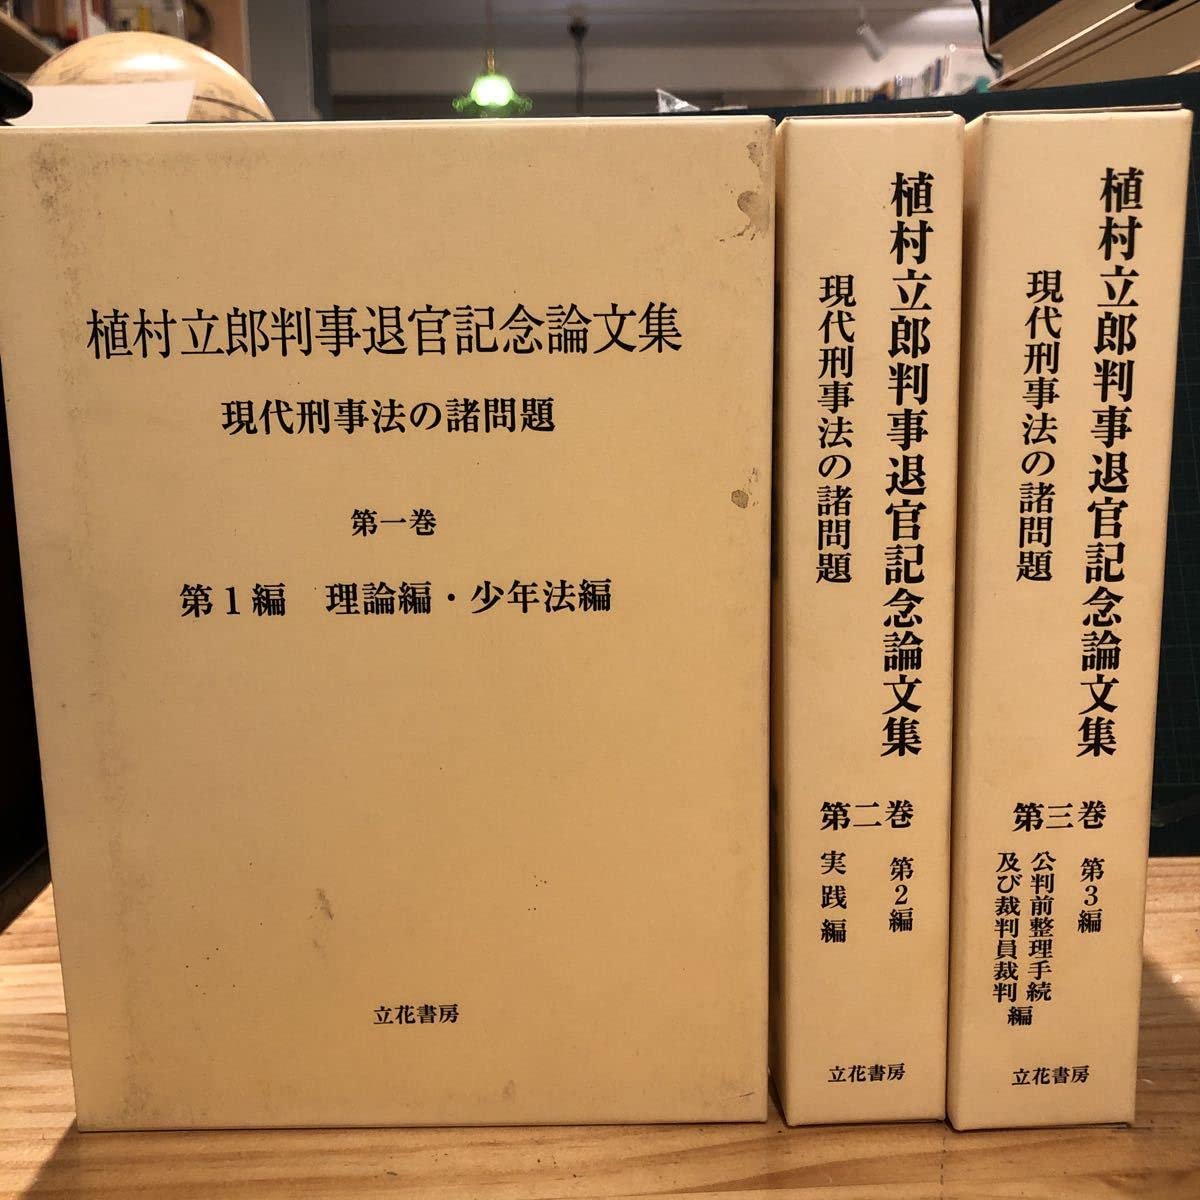 植村立郎判事退官記念論文集
現代刑事法の諸問題
第一巻
第1編　理論編・少年法編
立花書房
植村立郎判事退官記念論文集
現代刑事法の諸問題
第二巻
第2編
実践編
立花書房
植村立郎判事退官記念論文集
現代刑事法の諸問題
第三巻
第3編
公判前整理手続
及び裁判員裁判
編
立花書房